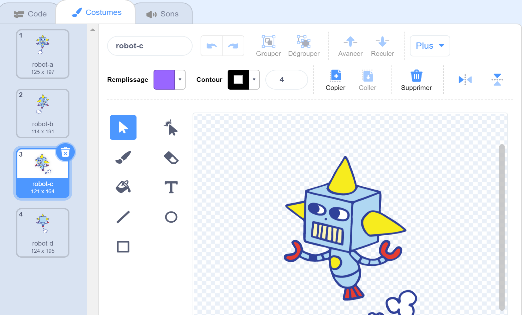 Code
Costumes
Sons
1
robot-a
2
robot-b
3
robot-c
4
robot-d
robot-c
Grouper
Dégrouper
Avancer
Reculer
Plus
Remplissage
Contour
4
Copier
Coller
Supprimer